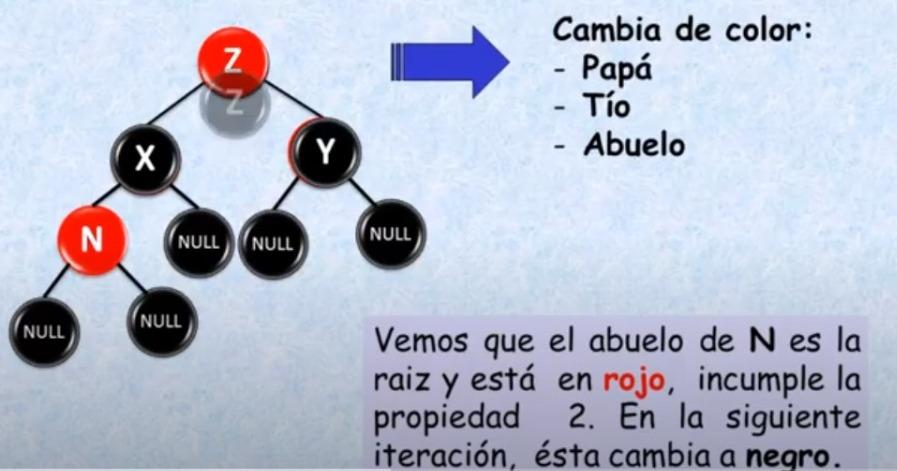 Z
Z
X
Y
N
NULL
NULL
NULL
NULL
NULL
Cambia de color:
- Papá
- Tío
- Abuelo
Vemos que el abuelo de N es la
raiz y está en rojo, incumple la
propiedad 2. En la siguiente
iteración, ésta cambia a negro.